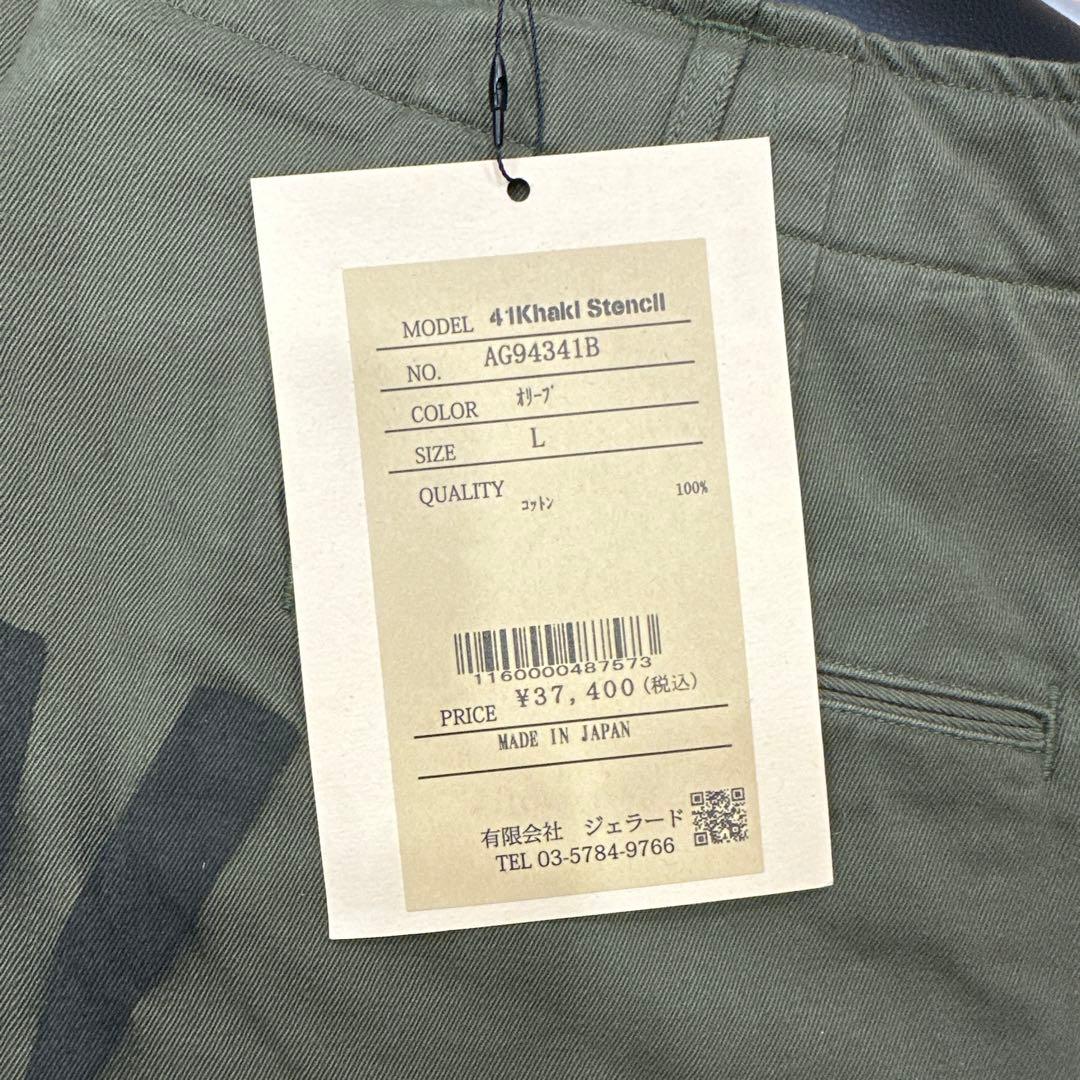 MODEL 41Khaki Stencil
NO. AG94341B
COLOR ｵﾘｰﾌﾞ
SIZE L
QUALITY ｺｯﾄﾝ 100%
1160000487573
PRICE ¥37,400(税込)
MADE IN JAPAN
有限会社 ジェラード
TEL 03-5784-9766